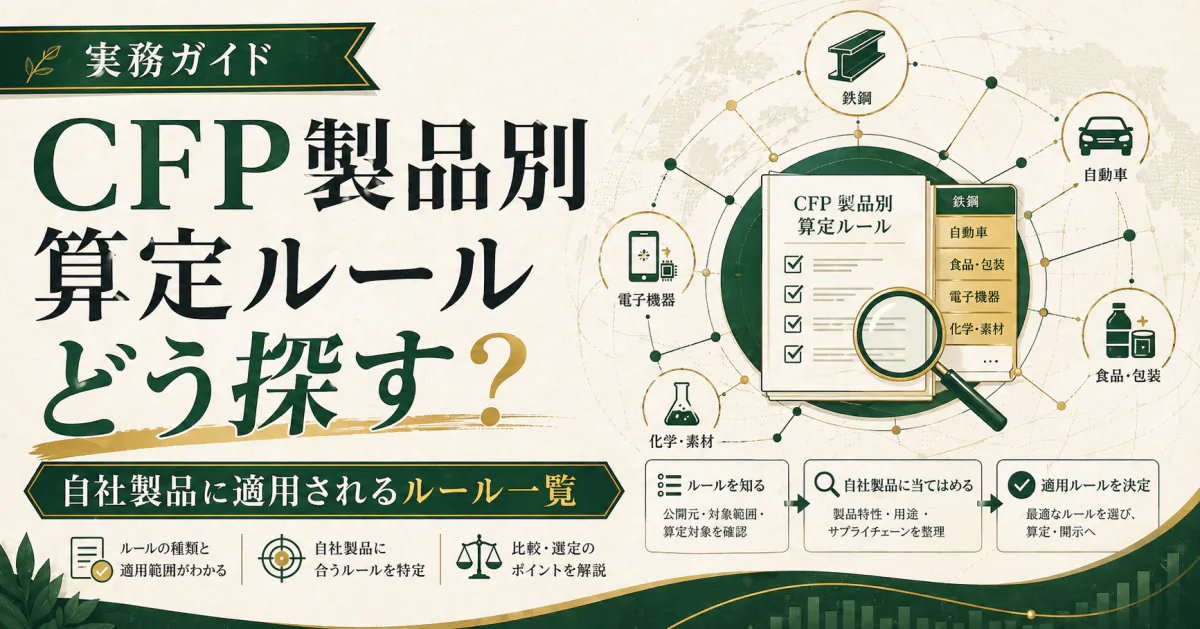 実務ガイド
CFP製品別
算定ルール
どう探す?
自社製品に適用されるルール一覧
ルールの種類と
適用範囲がわかる
自社製品に
合うルールを特定
比較・選定の
ポイントを解説
鉄鋼
自動車
電子機器
食品・包装
化学・素材
CFP 製品別
算定ルール
鉄鋼
自動車
食品・包装
電子機器
化学・素材
...
ルールを知る
公開元・対象範囲・
算定対象を確認
自社製品に当てはめる
製品特性・用途・
サプライチェーンを整理
適用ルールを決定
最適なルールを選び、
算定・開示へ